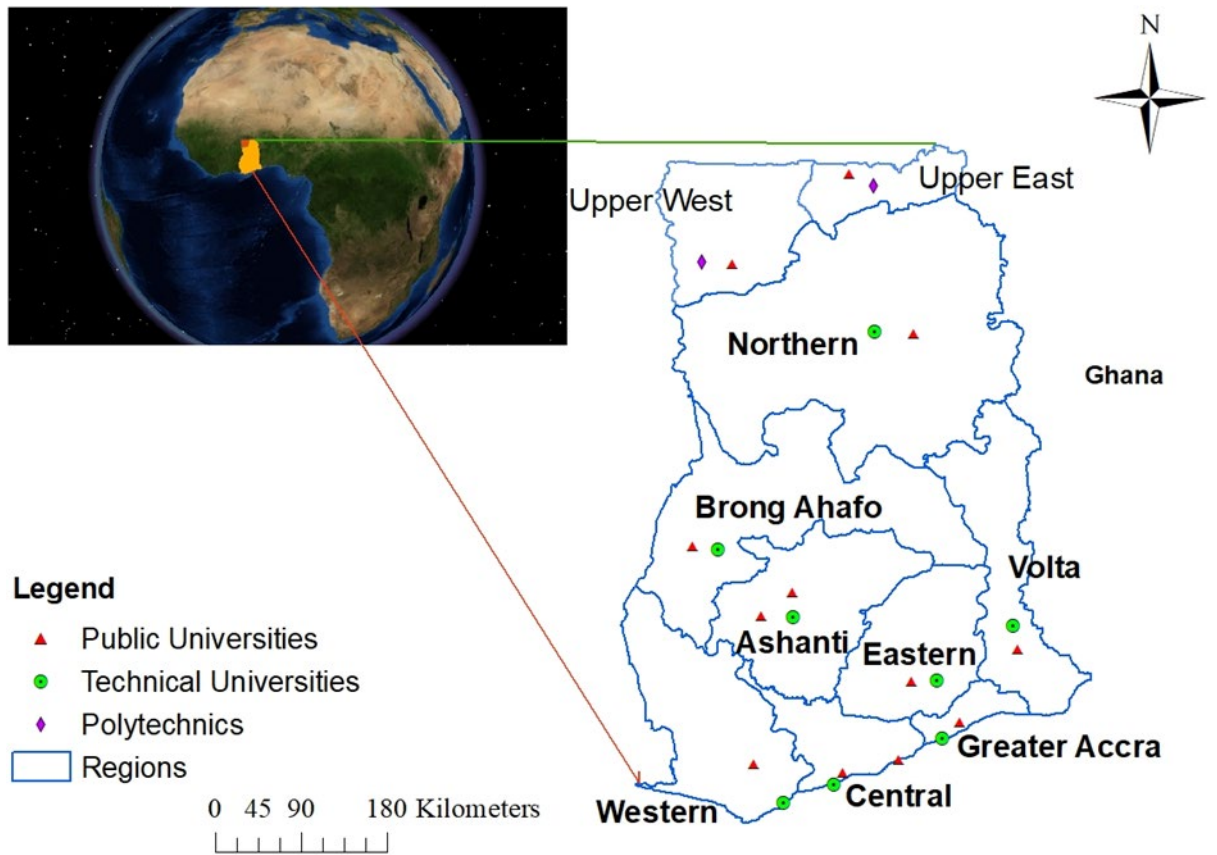 N
Upper East
Upper West
Northern
Ghana
Brong Ahafo
Volta
Ashanti
Eastern
Greater Accra
Central
Western
Legend
Public Universities
Technical Universities
Polytechnics
Regions
0 45 90 180 Kilometers